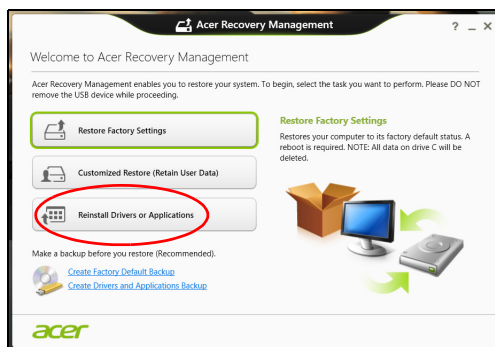 Acer Recovery Management
? _ X
Welcome to Acer Recovery Management
Acer Recovery Management enables you to restore your system. To begin, select the task you want to perform. Please DO NOT
remove the USB device while proceeding.
Restore Factory Settings
Customized Restore (Retain User Data)
Reinstall Drivers or Applications
Make a backup before you restore (Recommended).
Create Factory Default Backup
Create Drivers and Applications Backup
Restore Factory Settings
Restores your computer to its factory default status. A
reboot is required. NOTE: All data on drive C will be
deleted.
acer